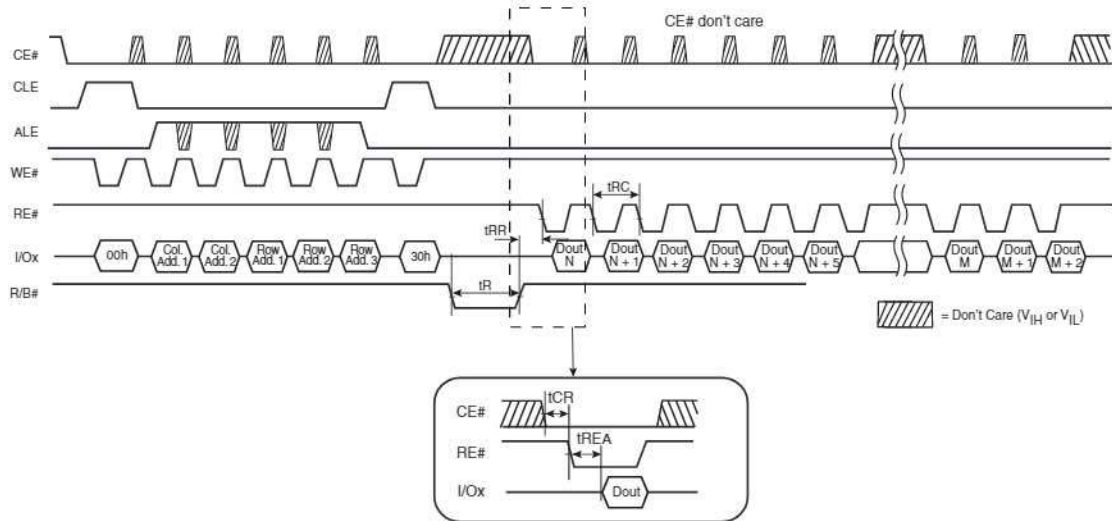 CE# don't care
CE#
CLE
ALE
WE#
tRC
RE#
tRR
I/Ox
00h
Col.
Add. 1
Col.
Add. 2
Row
Add. 1
Row
Add. 2
Row
Add. 3
30h
Dout
N
Dout
N + 1
Dout
N + 2
Dout
N + 3
Dout
N + 4
Dout
N + 5
Dout
M
Dout
M + 1
Dout
M + 2
R/B#
tR
= Don't Care (VIH or VIL)
tCR
CE#
tREA
RE#
I/Ox
Dout